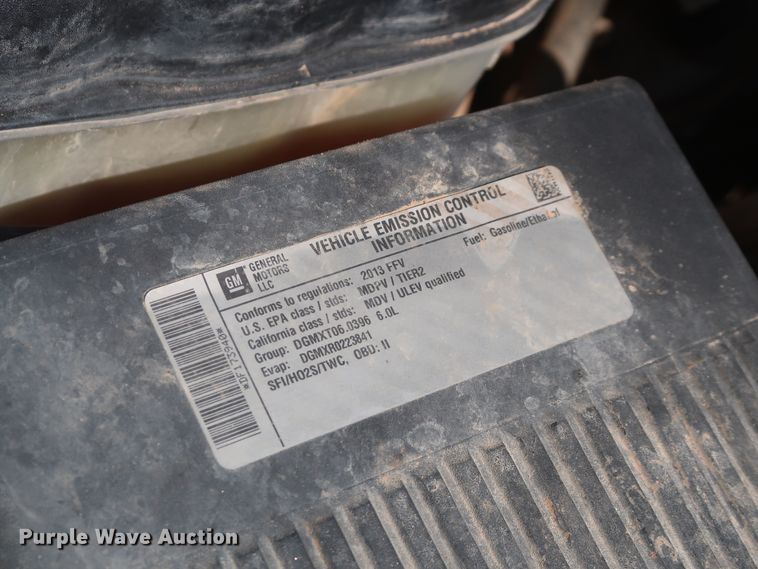 GM
GENERAL
MOTORS
LLC
VEHICLE EMISSION CONTROL
INFORMATION
Conforms to regulations: 2013 FFV
Fuel: Gasoline/Ethanol
U.S. EPA class / stds: MDPV / TIER2
California class / stds: MDV / ULEV qualified
Group: DGMXT06.0396 6.0L
Evap: DGMXR0223841
SFI/HO2S/TWC, OBD: II
*DF173940*
Purple Wave Auction